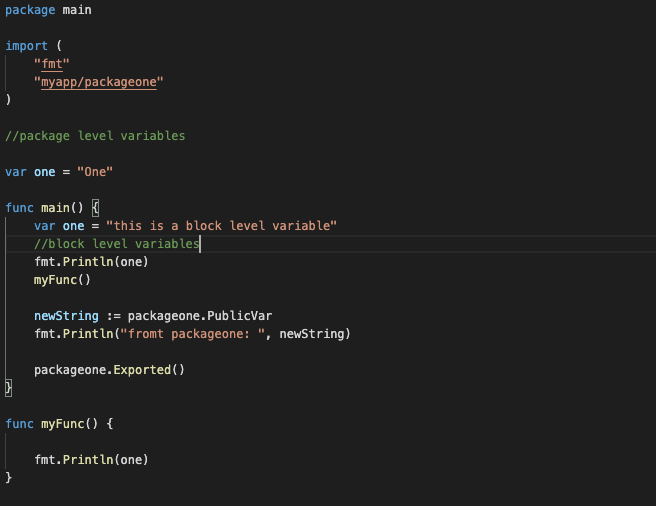 package main
import (
"fmt"
"myapp/packageone"
)
//package level variables
var one = "One"
func main() {
var one = "this is a block level variable"
//block level variables
fmt.Println(one)
myFunc()
newString := packageone.PublicVar
fmt.Println("fromt packageone: ", newString)
packageone.Exported()
}
func myFunc() {
fmt.Println(one)
}